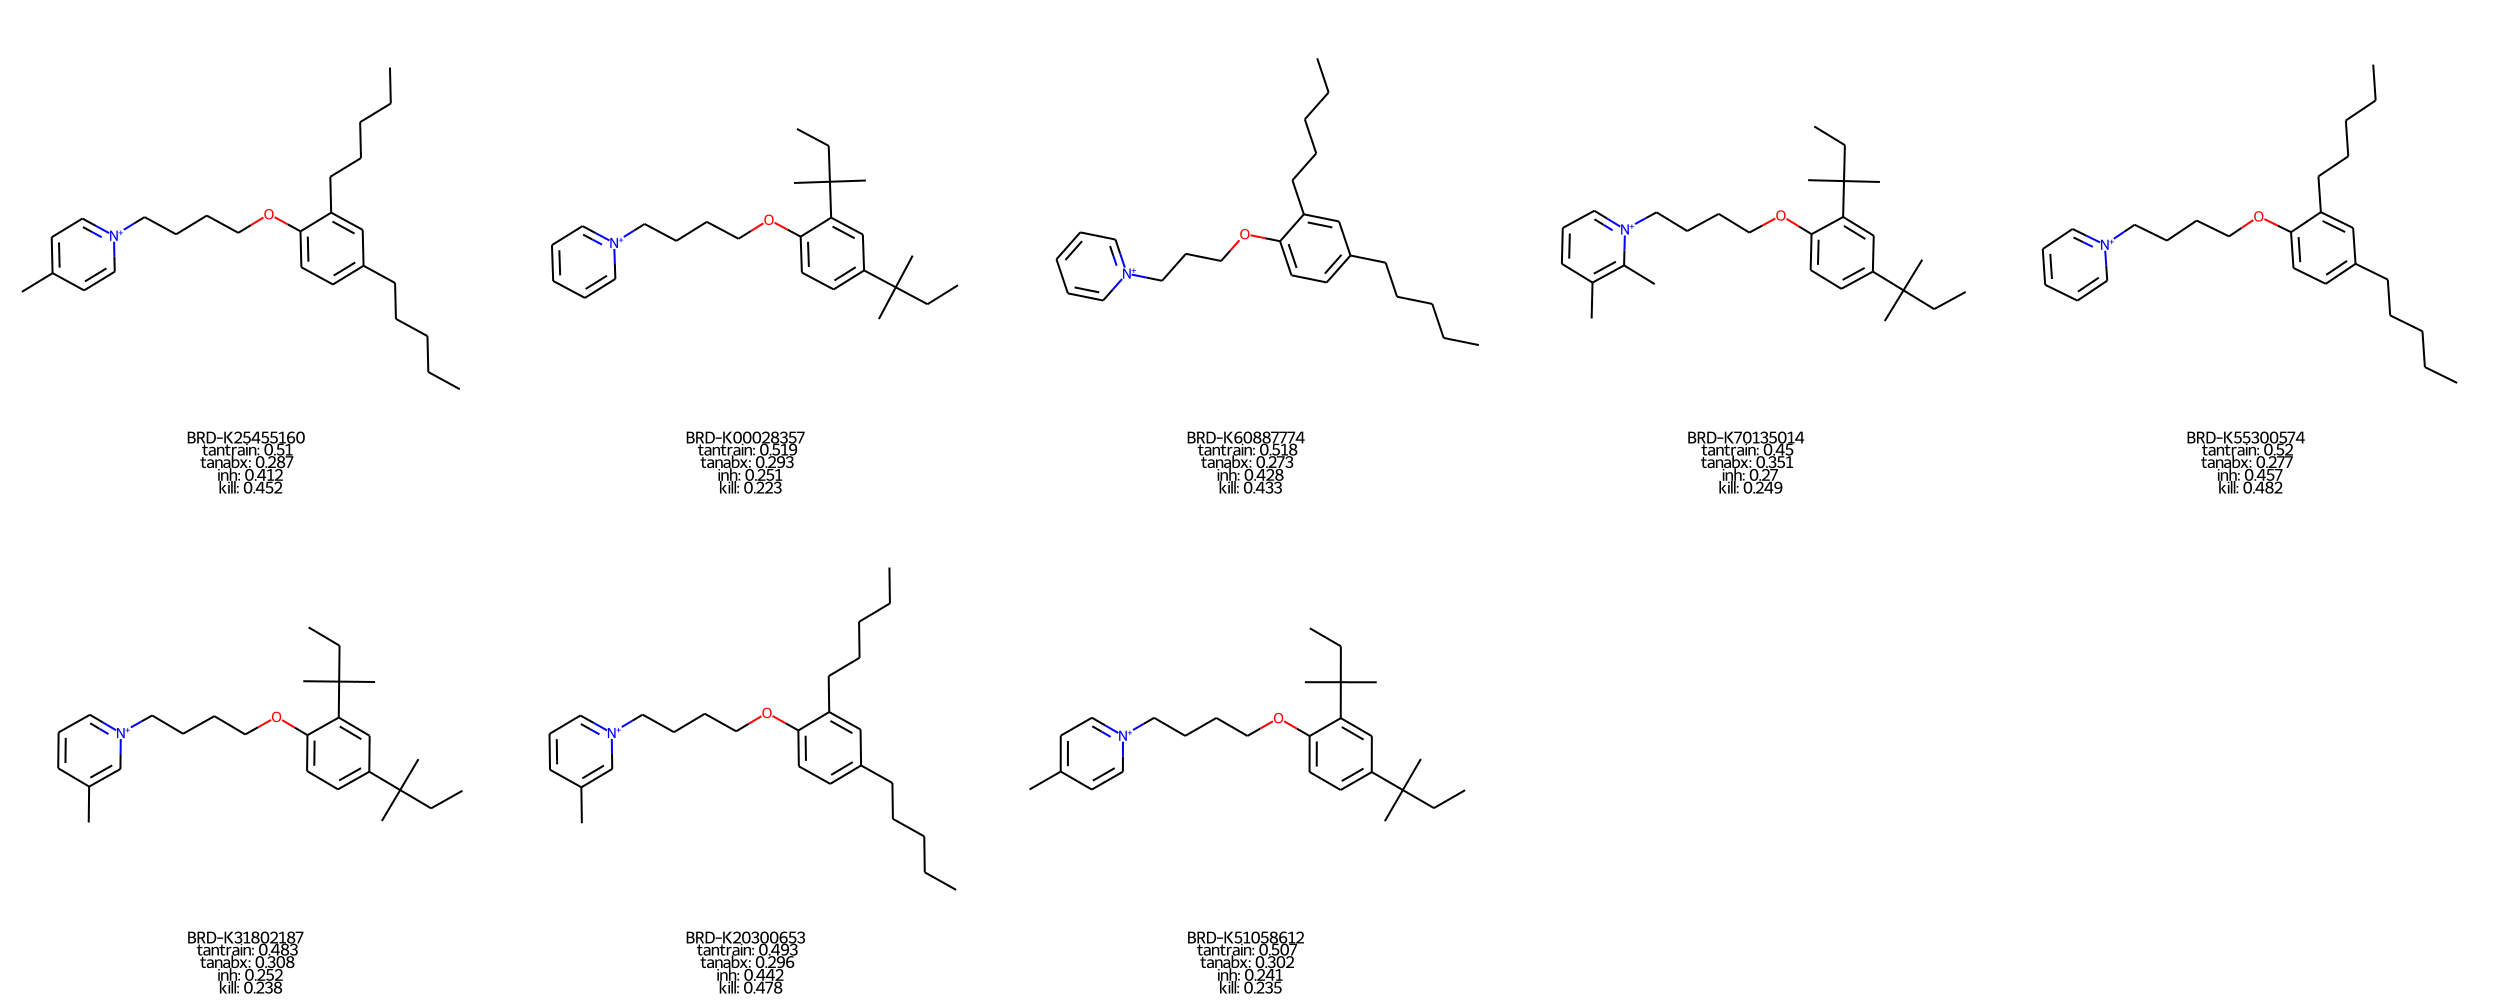 N+
O
BRD-K25455160
tantrain: 0.51
tanabx: 0.287
inh: 0.412
kill: 0.452
N+
O
BRD-K00028357
tantrain: 0.519
tanabx: 0.293
inh: 0.251
kill: 0.223
N+
O
BRD-K60887774
tantrain: 0.518
tanabx: 0.273
inh: 0.428
kill: 0.433
N+
O
BRD-K70135014
tantrain: 0.45
tanabx: 0.351
inh: 0.27
kill: 0.249
N+
O
BRD-K55300574
tantrain: 0.52
tanabx: 0.277
inh: 0.457
kill: 0.482
N+
O
BRD-K31802187
tantrain: 0.483
tanabx: 0.308
inh: 0.252
kill: 0.238
N+
O
BRD-K20300653
tantrain: 0.493
tanabx: 0.296
inh: 0.442
kill: 0.478
N+
O
BRD-K51058612
tantrain: 0.507
tanabx: 0.302
inh: 0.241
kill: 0.235